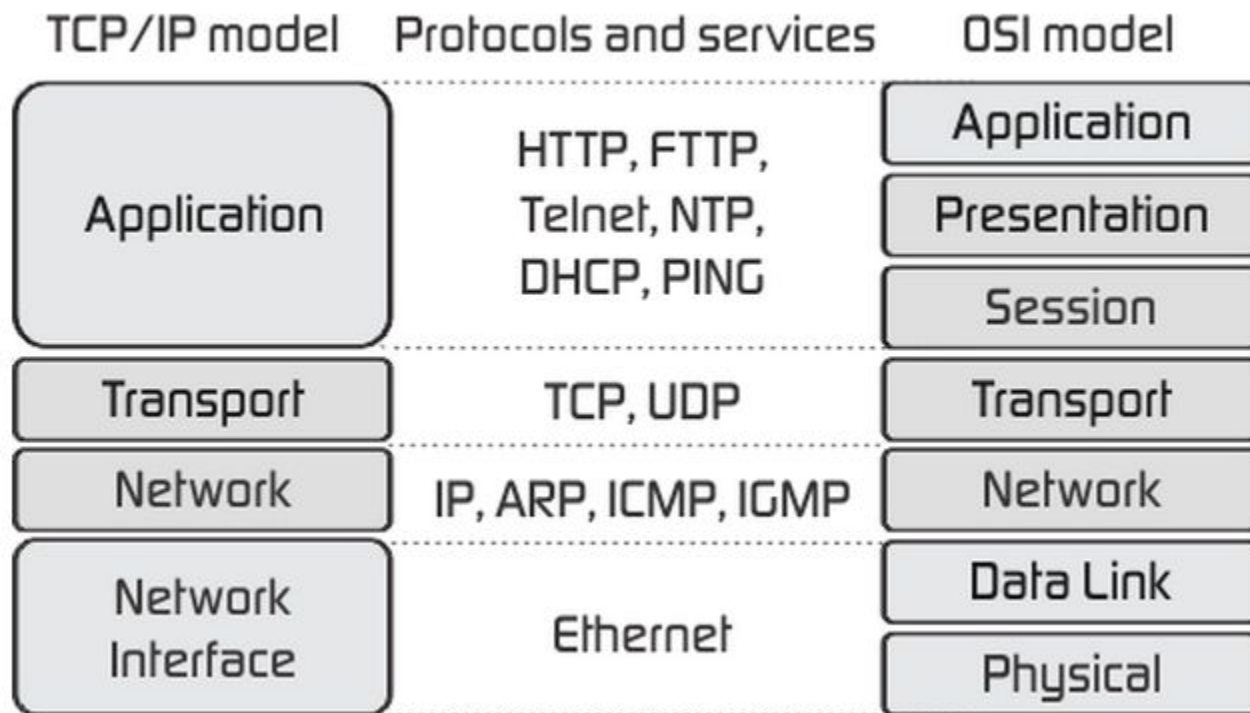 TCP/IP model
Protocols and services
OSI model
Application
HTTP, FTTP,
Telnet, NTP,
DHCP, PING
Application
Presentation
Session
Transport
TCP, UDP
Transport
Network
IP, ARP, ICMP, IGMP
Network
Network
Interface
Ethernet
Data Link
Physical